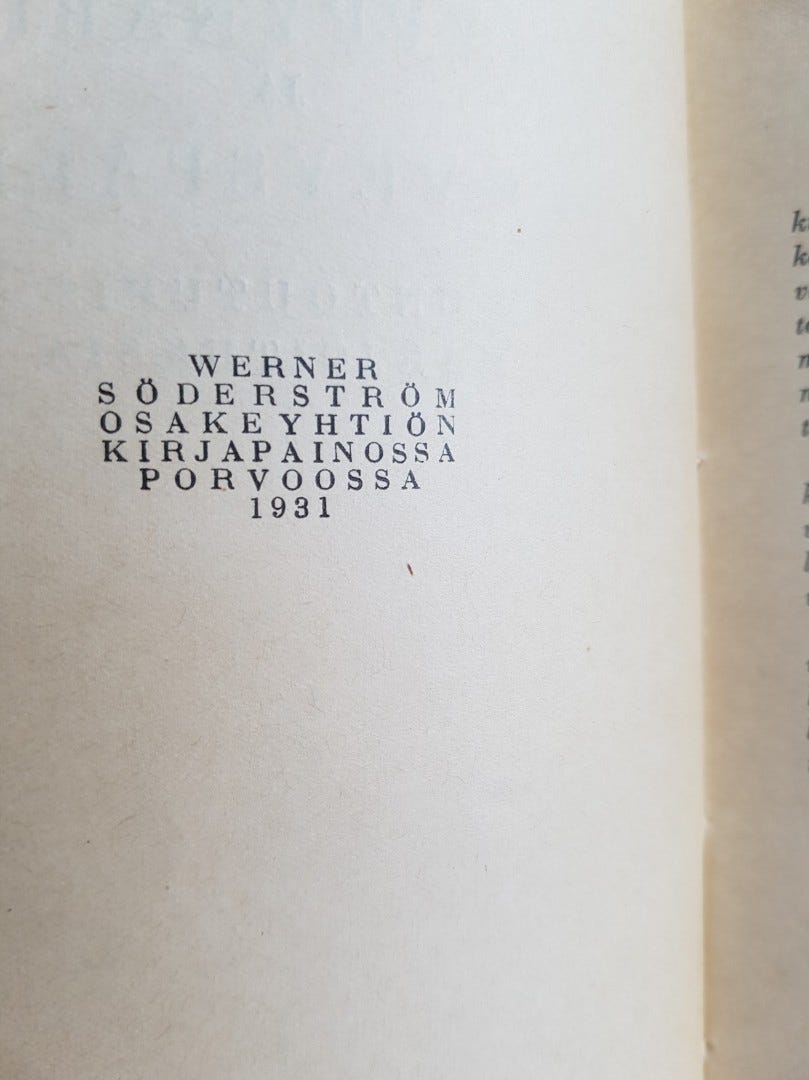 WERNER
SÖDERSTRÖM
OSAKEYHTIÖN
KIRJAPAINOSSA
PORVOOSSA
1931